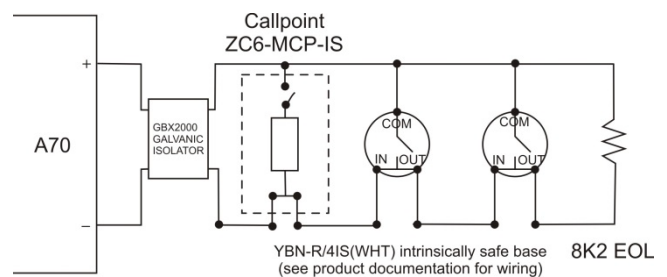 Callpoint
ZC6-MCP-IS
+
A70
GBX2000
GALVANIC
ISOLATOR
COM
IN OUT
COM
IN OUT
–
YBN-R/4IS(WHT) intrinsically safe base
(see product documentation for wiring)
8K2 EOL